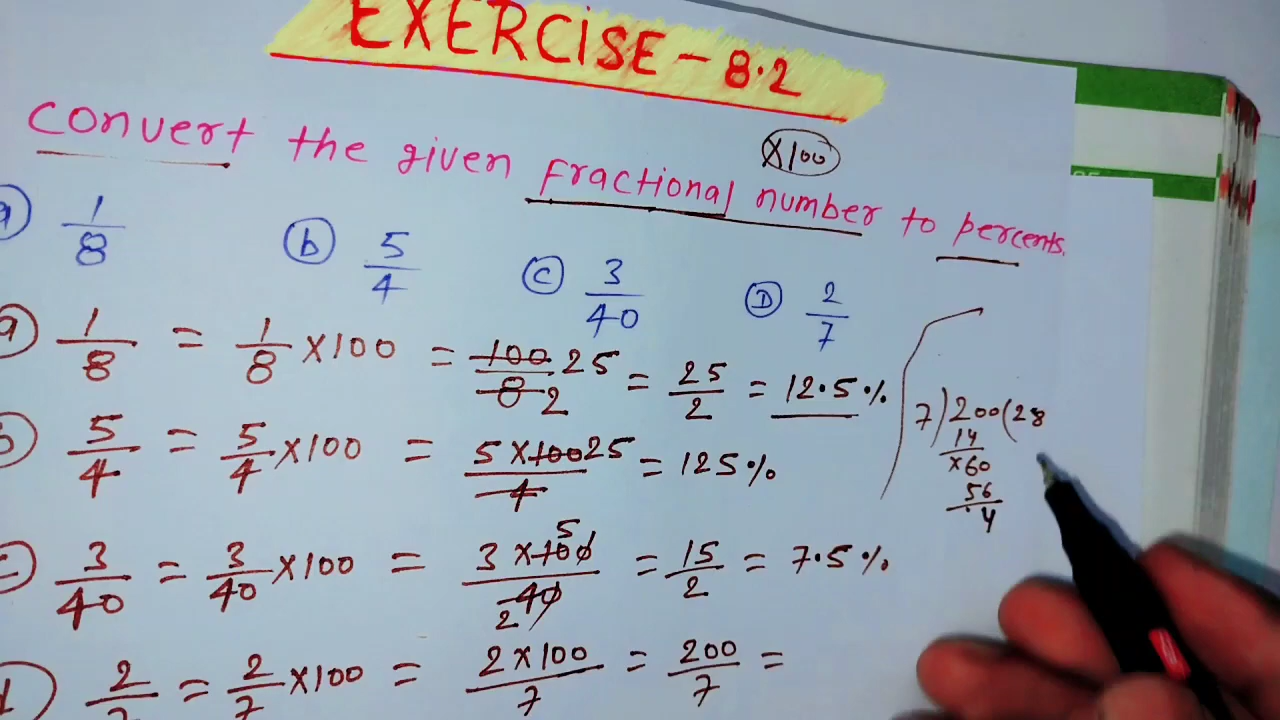 EXERCISE - 8.2
×100
Convert the given Fractional number to percents.
a 1/8 b 5/4 c 3/40 D 2/7
a 1/8 = 1/8 × 100 = 100/8 25 2 = 25/2 = 12.5%
b 5/4 = 5/4 × 100 = 5 × 100/4 25 = 125%
c 3/40 = 3/40 × 100 = 3 × 100/40 5 2 = 15/2 = 7.5%
d 2/7 = 2/7 × 100 = 2 × 100/7 = 200/7 =
7)200(28
14
×60
56
4